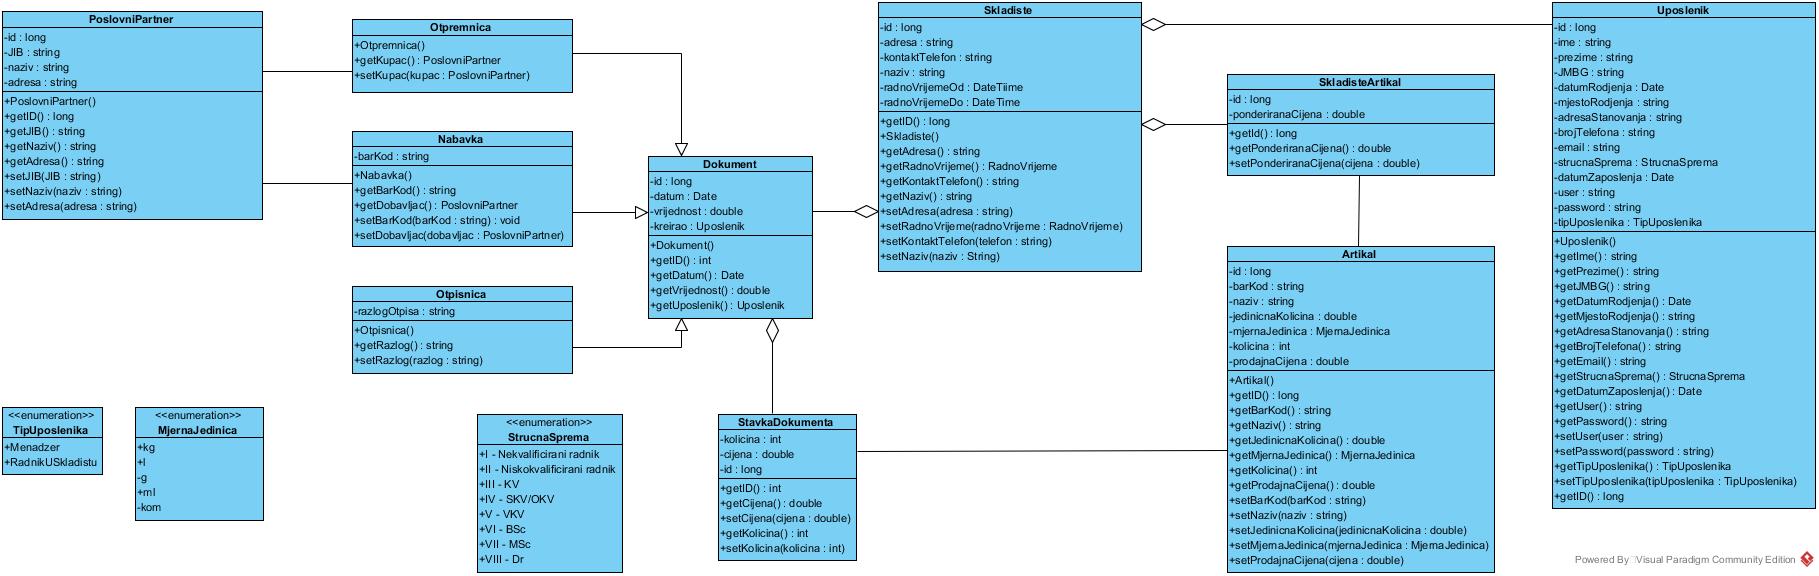 PoslovniPartner
-id : long
-JIB : string
-naziv : string
-adresa : string
+PoslovniPartner()
+getID() : long
+getJIB() : string
+getNaziv() : string
+getAdresa() : string
+setJIB(JIB : string)
+setNaziv(naziv : string)
+setAdresa(adresa : string)
Otpremnica
+Otpremnica()
+getKupac() : PoslovniPartner
+setKupac(kupac : PoslovniPartner)
Nabavka
-barKod : string
+Nabavka()
+getBarKod() : string
+getDobavljac() : PoslovniPartner
+setBarKod(barKod : string) : void
+setDobavljac(dobavljac : PoslovniPartner)
Otpisnica
-razlogOtpisa : string
+Otpisnica()
+getRazlog() : string
+setRazlog(razlog : string)
Dokument
-id : long
-datum : Date
-vrijednost : double
-kreirao : Uposlenik
+Dokument()
+getID() : int
+getDatum() : Date
+getVrijednost() : double
+getUposlenik() : Uposlenik
Skladiste
-id : long
-adresa : string
-kontaktTelefon : string
-naziv : string
-radnoVrijemeOd : DateTiime
-radnoVrijemeDo : DateTime
+getID() : long
+Skladiste()
+getAdresa() : string
+getRadnoVrijeme() : RadnoVrijeme
+getKontaktTelefon() : string
+getNaziv() : string
+setAdresa(adresa : string)
+setRadnoVrijeme(radnoVrijeme : RadnoVrijeme)
+setKontaktTelefon(telefon : string)
+setNaziv(naziv : String)
SkladisteArtikal
-id : long
-ponderiranaCijena : double
+getId() : long
+getPonderiranaCijena() : double
+setPonderiranaCijena(cijena : double)
Artikal
-id : long
-barKod : string
-naziv : string
-jedinicnaKolicina : double
-mjernaJedinica : MjernaJedinica
-kolicina : int
-prodajnaCijena : double
+Artikal()
+getID() : long
+getBarKod() : string
+getNaziv() : string
+getJedinicnaKolicina() : double
+getMjernaJedinica() : MjernaJedinica
+getKolicina() : int
+getProdajnaCijena() : double
+setBarKod(barKod : string)
+setNaziv(naziv : string)
+setJedinicnaKolicina(jedinicnaKolicina : double)
+setMjernaJedinica(mjernaJedinica : MjernaJedinica)
+setProdajnaCijena(cijena : double)
Uposlenik
-id : long
-ime : string
-prezime : string
-JMBG : string
-datumRodjenja : Date
-mjestoRodjenja : string
-adresaStanovanja : string
-brojTelefona : string
-email : string
-strucnaSprema : StrucnaSprema
-datumZaposlenja : Date
-user : string
-password : string
-tipUposlenika : TipUposlenika
+Uposlenik()
+getIme() : string
+getPrezime() : string
+getJMBG() : string
+getDatumRodjenja() : Date
+getMjestoRodjenja() : string
+getAdresaStanovanja() : string
+getBrojTelefona() : string
+getEmail() : string
+getStrucnaSprema() : StrucnaSprema
+getDatumZaposlenja() : Date
+getUser() : string
+getPassword() : string
+setUser(user : string)
+setPassword(password : string)
+getTipUposlenika() : TipUposlenika
+setTipUposlenika(tipUposlenika : TipUposlenika)
+getID() : long
<<enumeration>>
TipUposlenika
+Menadzer
+RadnikUSkladistu
<<enumeration>>
MjernaJedinica
+kg
+l
-g
+ml
-kom
<<enumeration>>
StrucnaSprema
+I - Nekvalificirani radnik
+II - Niskokvalificirani radnik
+III - KV
+IV - SKV/OKV
+V - VKV
+VI - BSc
+VII - MSc
+VIII - Dr
StavkaDokumenta
-kolicina : int
-cijena : double
-id : long
+getID() : int
+getCijena() : double
+setCijena(cijena : double)
+getKolicina() : int
+setKolicina(kolicina : int)
Powered By Visual Paradigm Community Edition